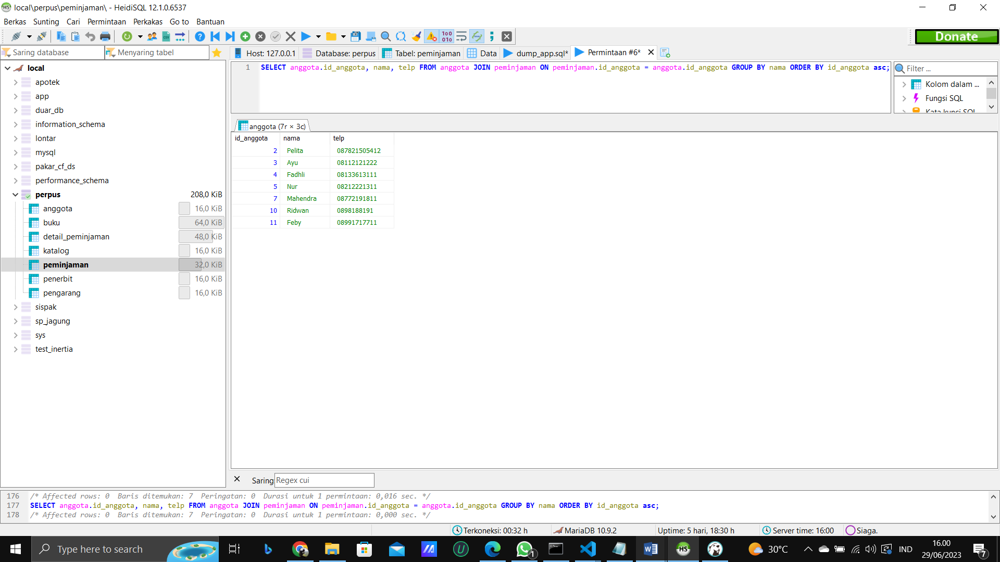 local\perpus\peminjaman\ - HeidiSQL 12.1.0.6537
Berkas Sunting Cari Permintaan Perkakas Go to Bantuan
Donate
Saring database Menyaring tabel
Host: 127.0.0.1 Database: perpus Tabel: peminjaman Data dump_app.sql* Permintaan #6*
1 SELECT anggota.id_anggota, nama, telp FROM anggota JOIN peminjaman ON peminjaman.id_anggota = anggota.id_anggota GROUP BY nama ORDER BY id_anggota asc;
Filter ...
Kolom dalam ...
Fungsi SQL
Kata kunci SQL
local
apotek
app
duar_db
information_schema
lontar
mysql
pakar_cf_ds
performance_schema
perpus 208,0 KiB
anggota 16,0 KiB
buku 64,0 KiB
detail_peminjaman 48,0 KiB
katalog 16,0 KiB
peminjaman 32,0 KiB
penerbit 16,0 KiB
pengarang 16,0 KiB
sispak
sp_jagung
sys
test_inertia
anggota (7r × 3c)
id_anggota nama telp
2 Pelita 087821505412
3 Ayu 08112121222
4 Fadhli 08133613111
5 Nur 08212221311
7 Mahendra 08772191811
10 Ridwan 0898188191
11 Feby 08991717711
Saring Regex cui
176 /* Affected rows: 0 Baris ditemukan: 7 Peringatan: 0 Durasi untuk 1 permintaan: 0,016 sec. */
177 SELECT anggota.id_anggota, nama, telp FROM anggota JOIN peminjaman ON peminjaman.id_anggota = anggota.id_anggota GROUP BY nama ORDER BY id_anggota asc;
178 /* Affected rows: 0 Baris ditemukan: 7 Peringatan: 0 Durasi untuk 1 permintaan: 0,000 sec. */
Terkoneksi: 00:32 h MariaDB 10.9.2 Uptime: 5 hari, 18:30 h Server time: 16:00 Siaga.
Type here to search
1
30°C
IND
16.00
29/06/2023
7